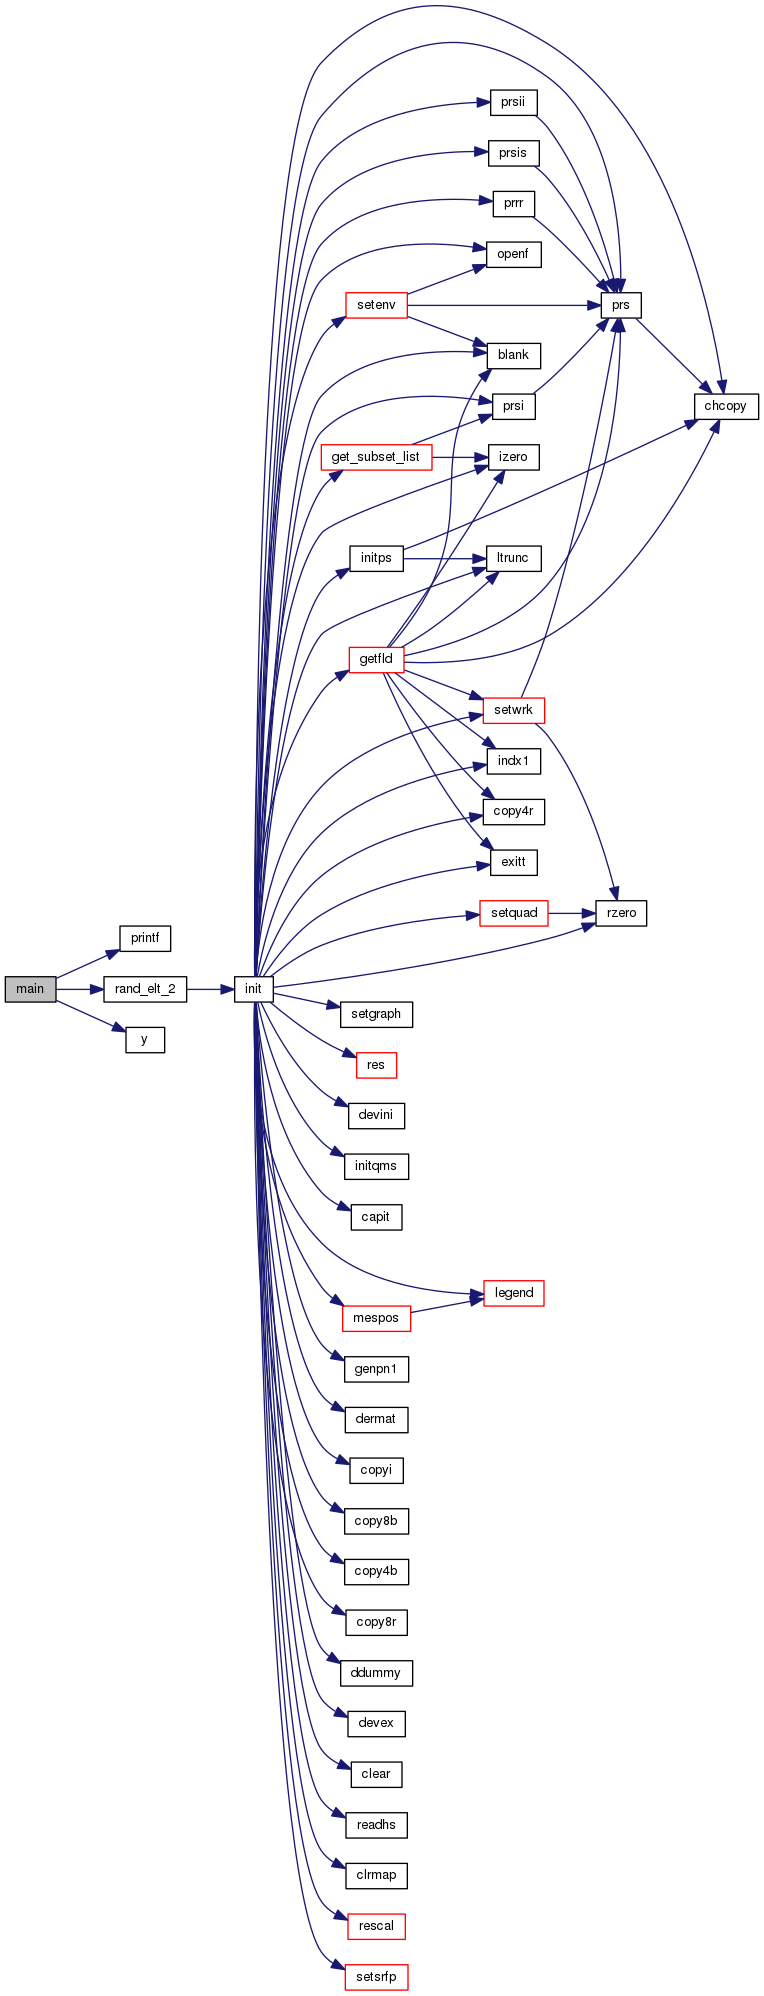 prsii
prsis
prrr
openf
setenv
prs
blank
prsi
chcopy
get_subset_list
izero
initps
ltrunc
getfld
setwrk
indx1
copy4r
exitt
setquad
rzero
printf
main
rand_elt_2
init
setgraph
y
res
devini
initqms
capit
legend
mespos
genpn1
dermat
copyi
copy8b
copy4b
copy8r
ddummy
devex
clear
readhs
clrmap
rescal
setsrfp